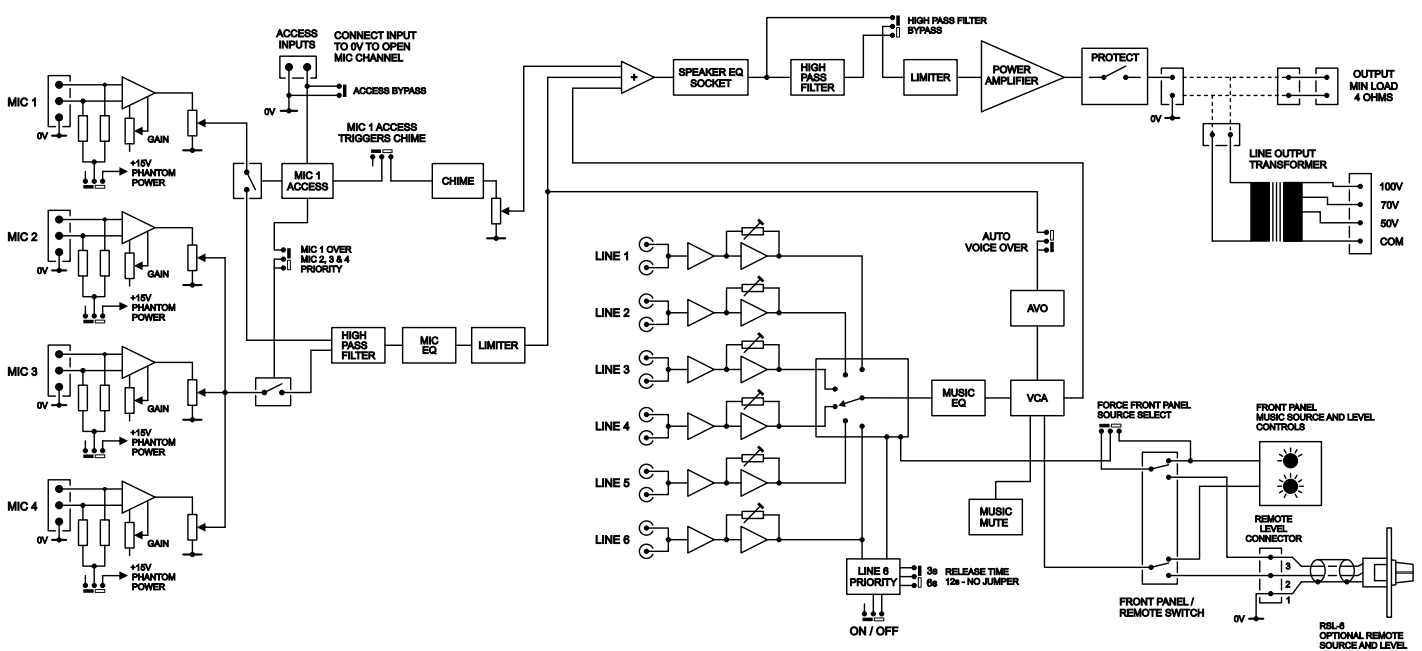 ACCESS
INPUTS
CONNECT INPUT
TO 0V TO OPEN
MIC CHANNEL
ACCESS BYPASS
MIC 1
0V
GAIN
+15V
PHANTOM
POWER
MIC 2
0V
GAIN
+15V
PHANTOM
POWER
MIC 3
0V
GAIN
+15V
PHANTOM
POWER
MIC 4
0V
GAIN
+15V
PHANTOM
POWER
0V
MIC 1 ACCESS
TRIGGERS CHIME
MIC 1
ACCESS
CHIME
MIC 1 OVER
MIC 2, 3 & 4
PRIORITY
HIGH
PASS
FILTER
MIC
EQ
LIMITER
+
SPEAKER EQ
SOCKET
HIGH
PASS
FILTER
HIGH PASS FILTER
BYPASS
LIMITER
POWER
AMPLIFIER
PROTECT
0V
OUTPUT
MIN LOAD
4 OHMS
LINE OUTPUT
TRANSFORMER
100V
70V
50V
COM
LINE 1
LINE 2
LINE 3
LINE 4
LINE 5
LINE 6
AUTO
VOICE OVER
AVO
MUSIC
EQ
VCA
MUSIC
MUTE
LINE 6
PRIORITY
3s
6s
RELEASE TIME
12s - NO JUMPER
ON / OFF
FORCE FRONT PANEL
SOURCE SELECT
FRONT PANEL
MUSIC SOURCE AND LEVEL
CONTROLS
FRONT PANEL /
REMOTE SWITCH
REMOTE
LEVEL
CONNECTOR
3
2
1
0V
RSL-6
OPTIONAL REMOTE
SOURCE AND LEVEL